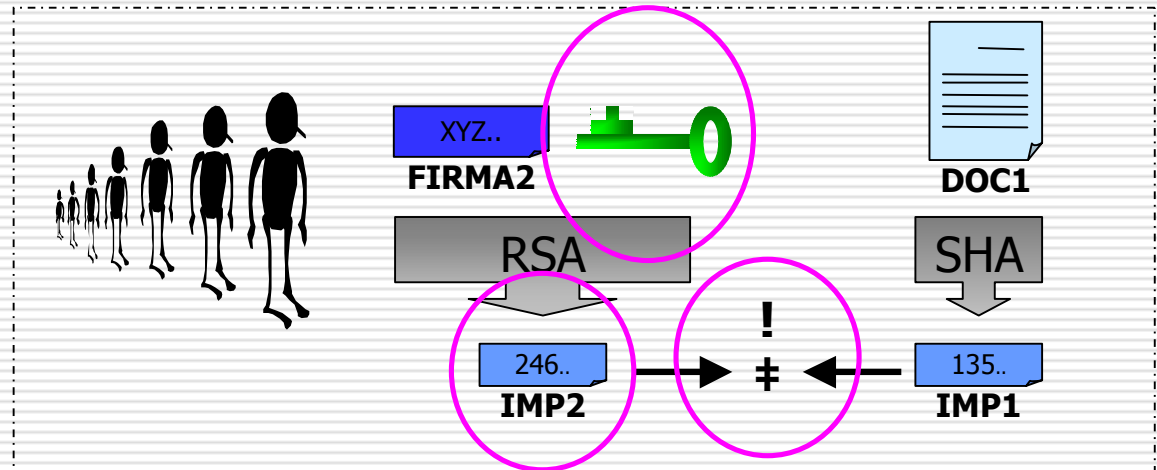 XYZ..
FIRMA2
DOC1
RSA
SHA
!
‡
246..
IMP2
135..
IMP1